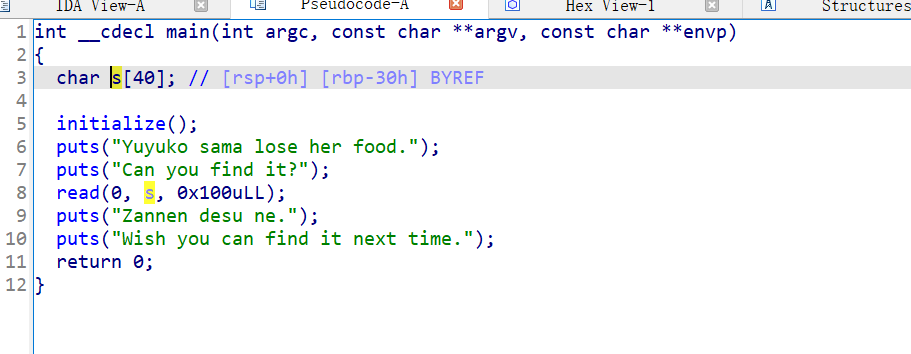 IDA View-A Pseudocode-A Hex View-1 Structures
1 int __cdecl main(int argc, const char **argv, const char **envp)
2 {
3   char s[40]; // [rsp+0h] [rbp-30h] BYREF
4
5   initialize();
6   puts("Yuyuko sama lose her food.");
7   puts("Can you find it?");
8   read(0, s, 0x100uLL);
9   puts("Zannen desu ne.");
10   puts("Wish you can find it next time.");
11   return 0;
12 }